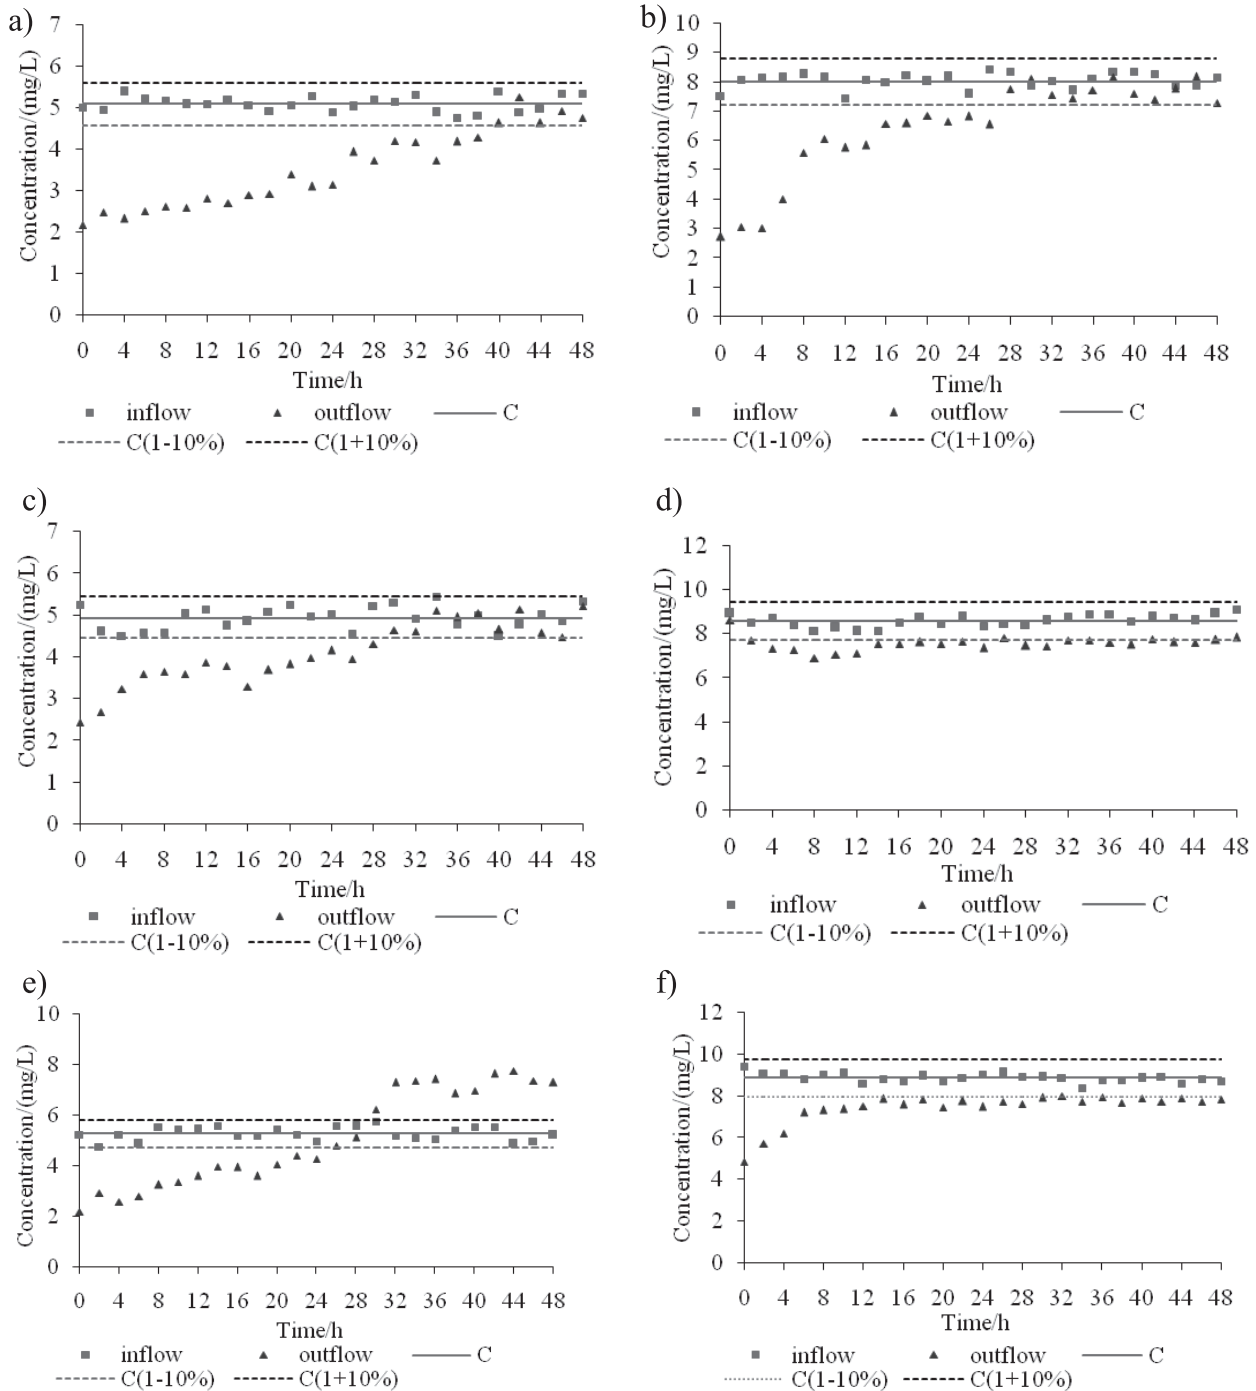 a)
7
6
5
4
3
2
1
0
Concentration/(mg/L)
0 4 8 12 16 20 24 28 32 36 40 44 48
Time/h
inflow outflow C
C(1-10%) C(1+10%)
b)
10
9
8
7
6
5
4
3
2
1
0
Concentration/(mg/L)
0 4 8 12 16 20 24 28 32 36 40 44 48
Time/h
inflow outflow C
C(1-10%) C(1+10%)
c)
7
6
5
4
3
2
1
0
Concentration/(mg/L)
0 4 8 12 16 20 24 28 32 36 40 44 48
Time/h
inflow outflow C
C(1-10%) C(1+10%)
d)
12
10
8
6
4
2
0
Concentration/(mg/L)
0 4 8 12 16 20 24 28 32 36 40 44 48
Time/h
inflow outflow C
C(1-10%) C(1+10%)
e)
10
8
6
4
2
0
Concentration/(mg/L)
0 4 8 12 16 20 24 28 32 36 40 44 48
Time/h
inflow outflow C
C(1-10%) C(1+10%)
f)
12
10
8
6
4
2
0
Concentration/(mg/L)
0 4 8 12 16 20 24 28 32 36 40 44 48
Time/h
inflow outflow C
C(1-10%) C(1+10%)